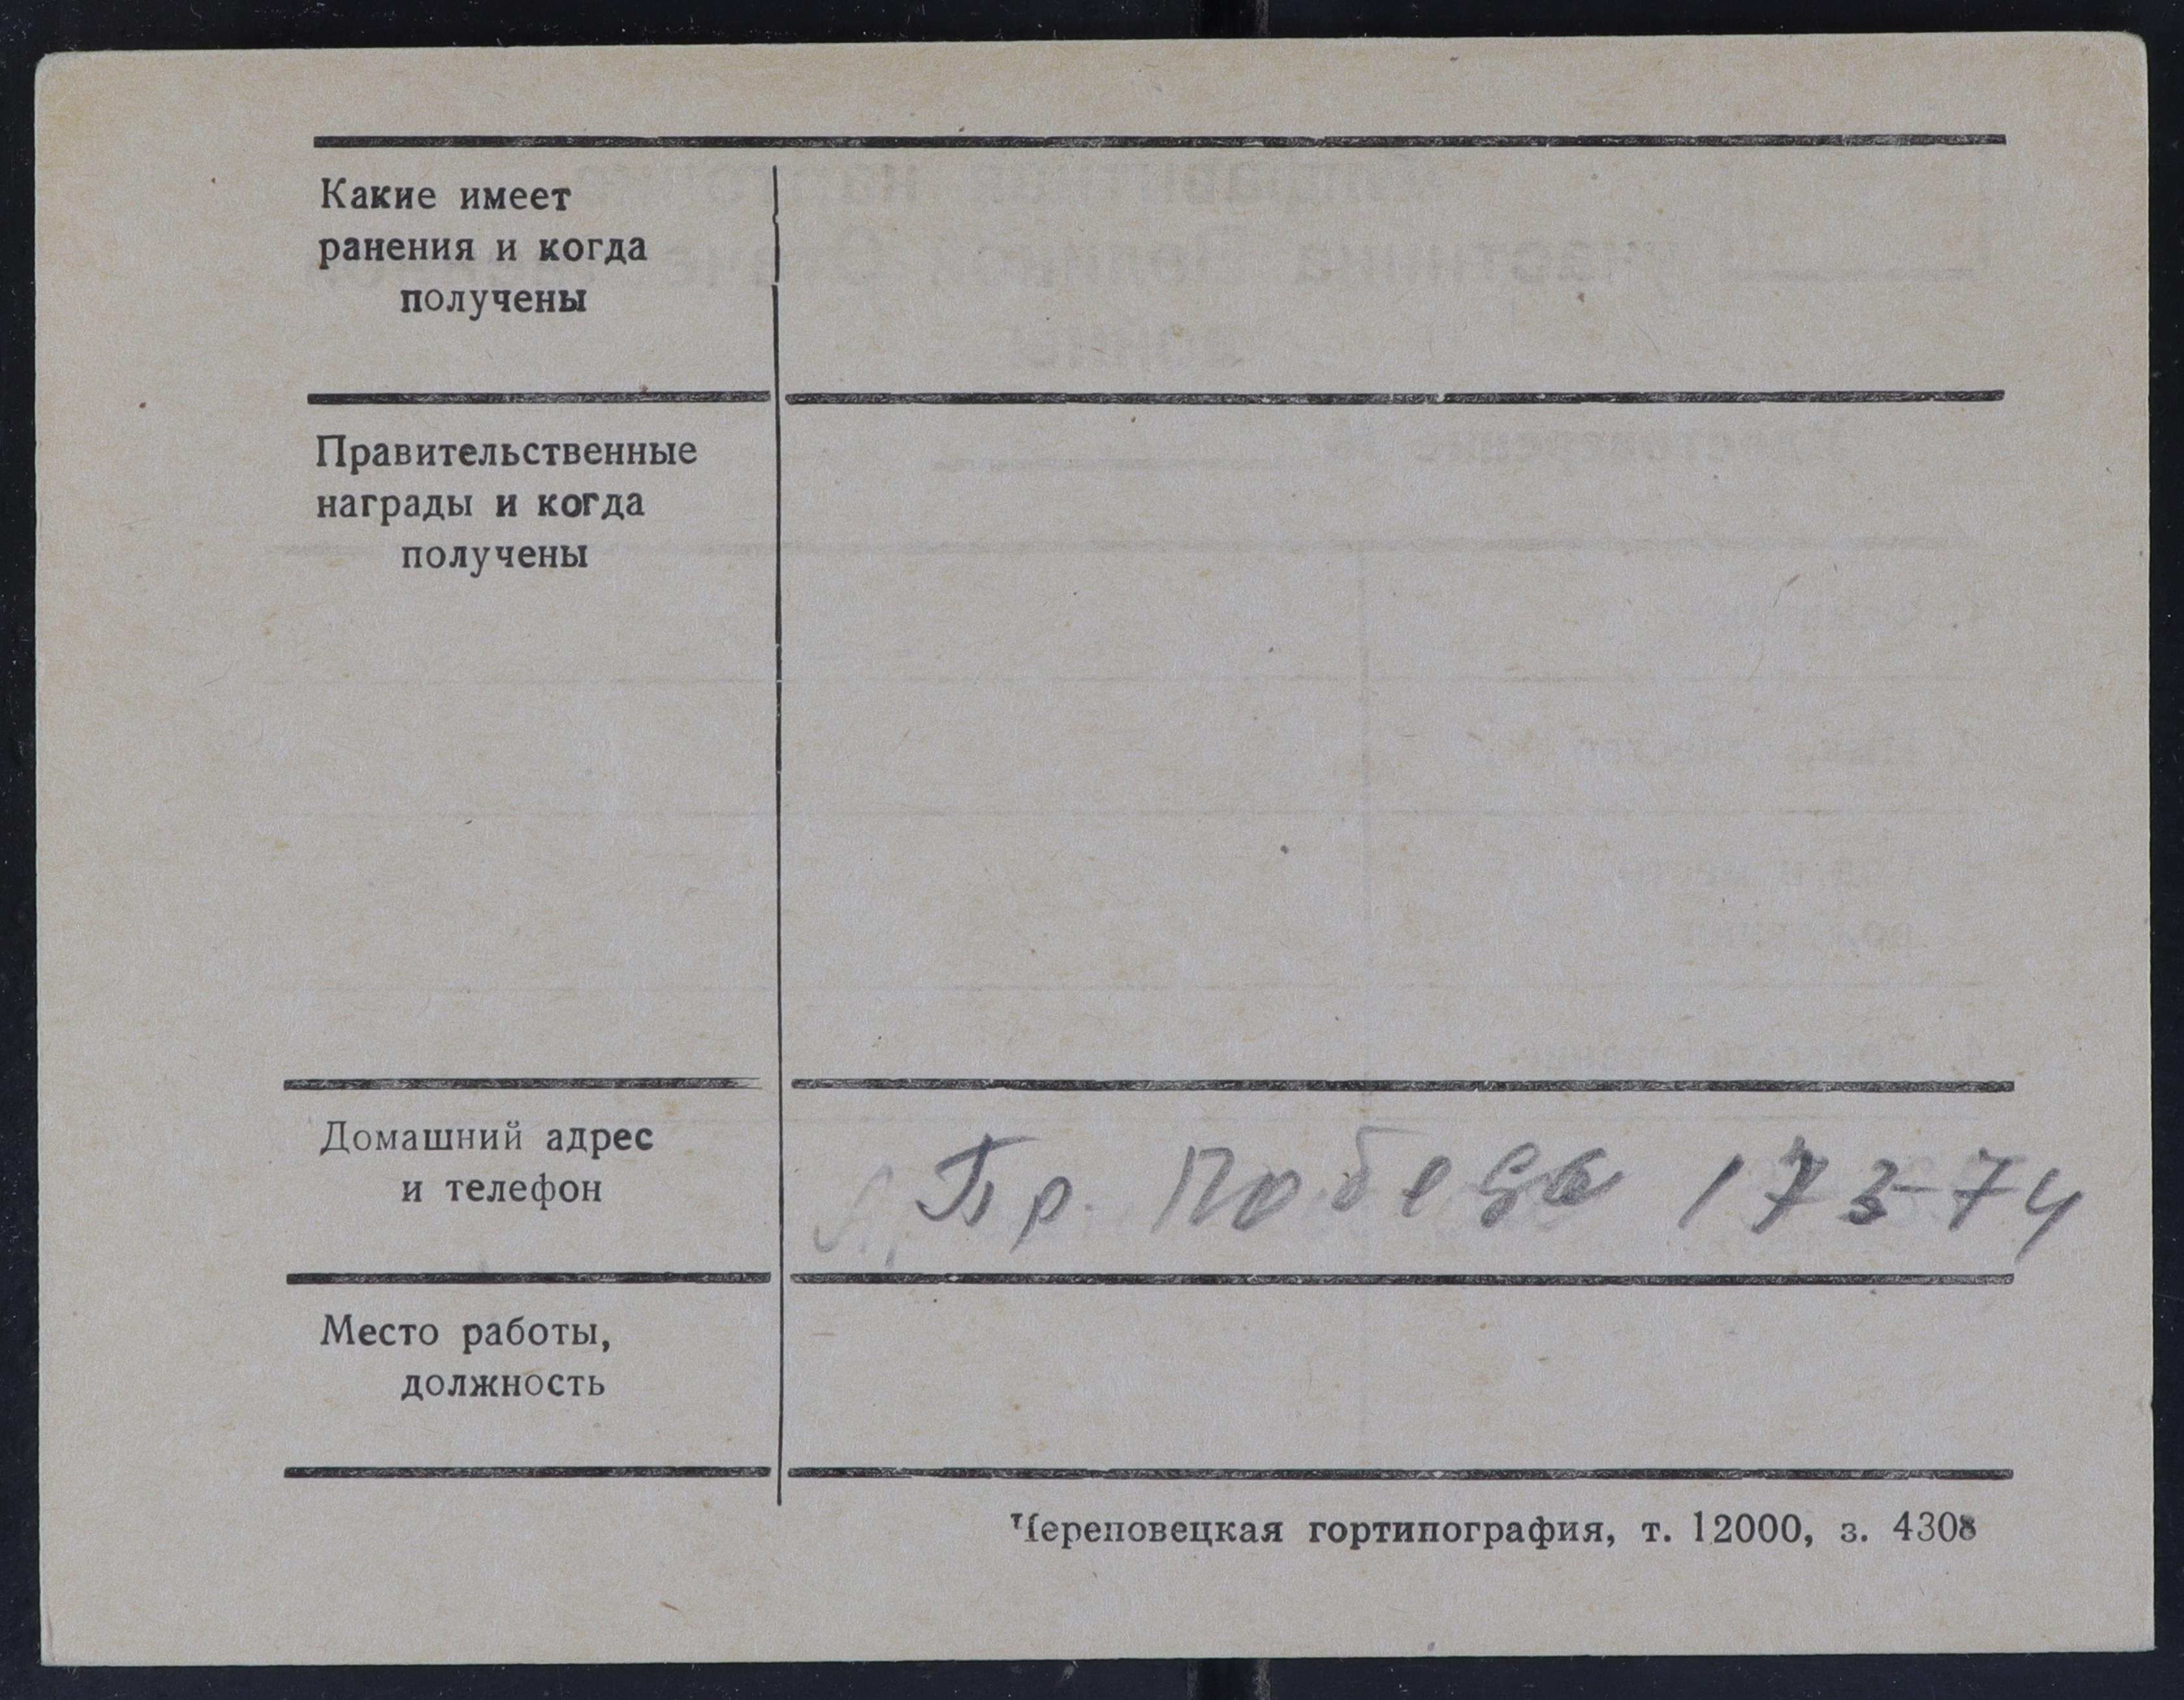 Какие имеет
ранения и когда
получены
Правительственные
награды и когда
получены
Домашний адрес
и телефон
Пр. Победа 173-74
Место работы,
должность
Череповецкая гортипография, т. 12000, з. 4308